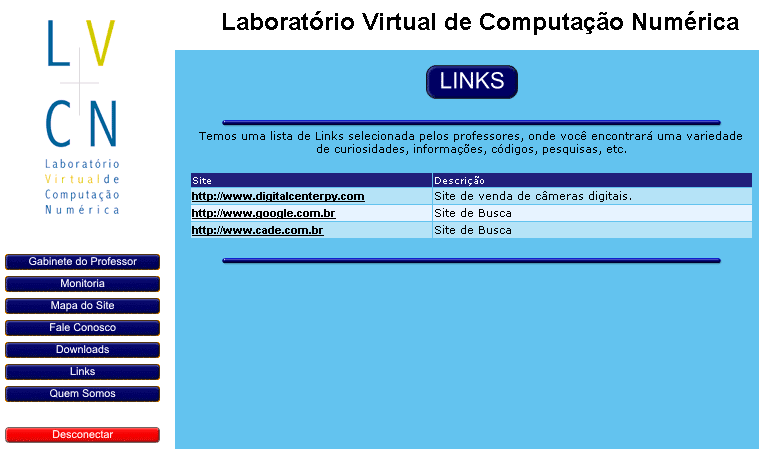 Laboratório Virtual de Computação Numérica
L V
C N
Laboratório
Virtual de
Computação
Numérica
Gabinete do Professor
Monitoria
Mapa do Site
Fale Conosco
Downloads
Links
Quem Somos
Desconectar
LINKS
Temos uma lista de Links selecionada pelos professores, onde você encontrará uma variedade
de curiosidades, informações, códigos, pesquisas, etc.
Site Descrição
http://www.digitalcenterpy.com Site de venda de câmeras digitais.
http://www.google.com.br Site de Busca
http://www.cade.com.br Site de Busca